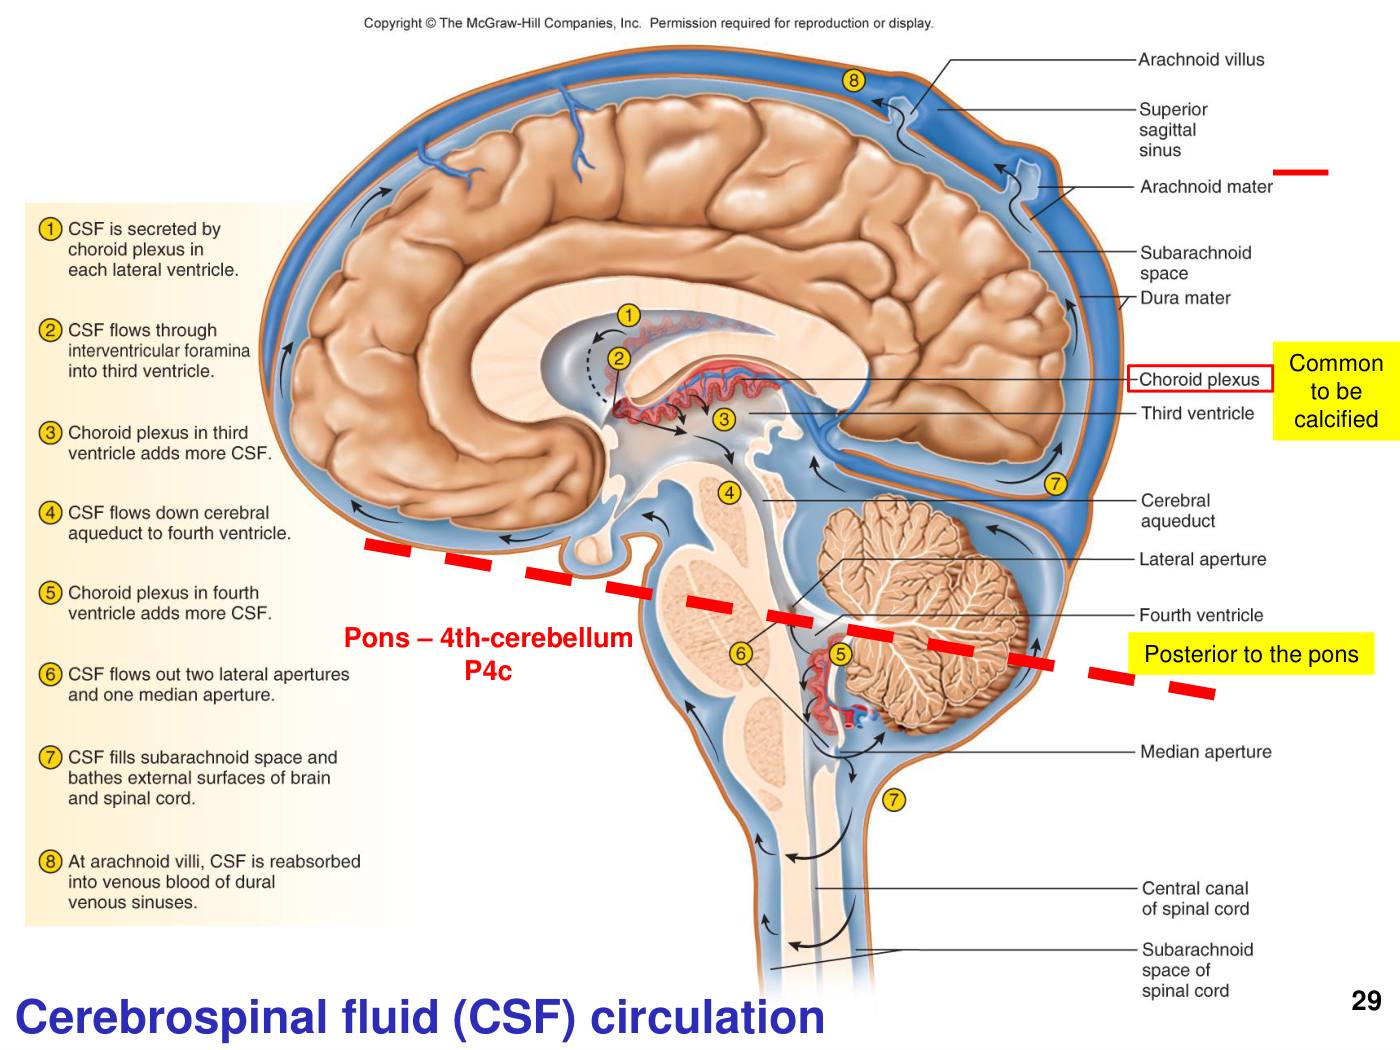 Copyright © The McGraw-Hill Companies, Inc. Permission required for reproduction or display.
1 CSF is secreted by
choroid plexus in
each lateral ventricle.
2 CSF flows through
interventricular foramina
into third ventricle.
3 Choroid plexus in third
ventricle adds more CSF.
4 CSF flows down cerebral
aqueduct to fourth ventricle.
5 Choroid plexus in fourth
ventricle adds more CSF.
6 CSF flows out two lateral apertures
and one median aperture.
7 CSF fills subarachnoid space and
bathes external surfaces of brain
and spinal cord.
8 At arachnoid villi, CSF is reabsorbed
into venous blood of dural
venous sinuses.
8
1
2
3
4
7
6
5
7
Pons – 4th-cerebellum
P4c
Arachnoid villus
Superior
sagittal
sinus
Arachnoid mater
Subarachnoid
space
Dura mater
Choroid plexus
Common
to be
calcified
Third ventricle
Cerebral
aqueduct
Lateral aperture
Fourth ventricle
Posterior to the pons
Median aperture
Central canal
of spinal cord
Subarachnoid
space of
spinal cord
Cerebrospinal fluid (CSF) circulation
29